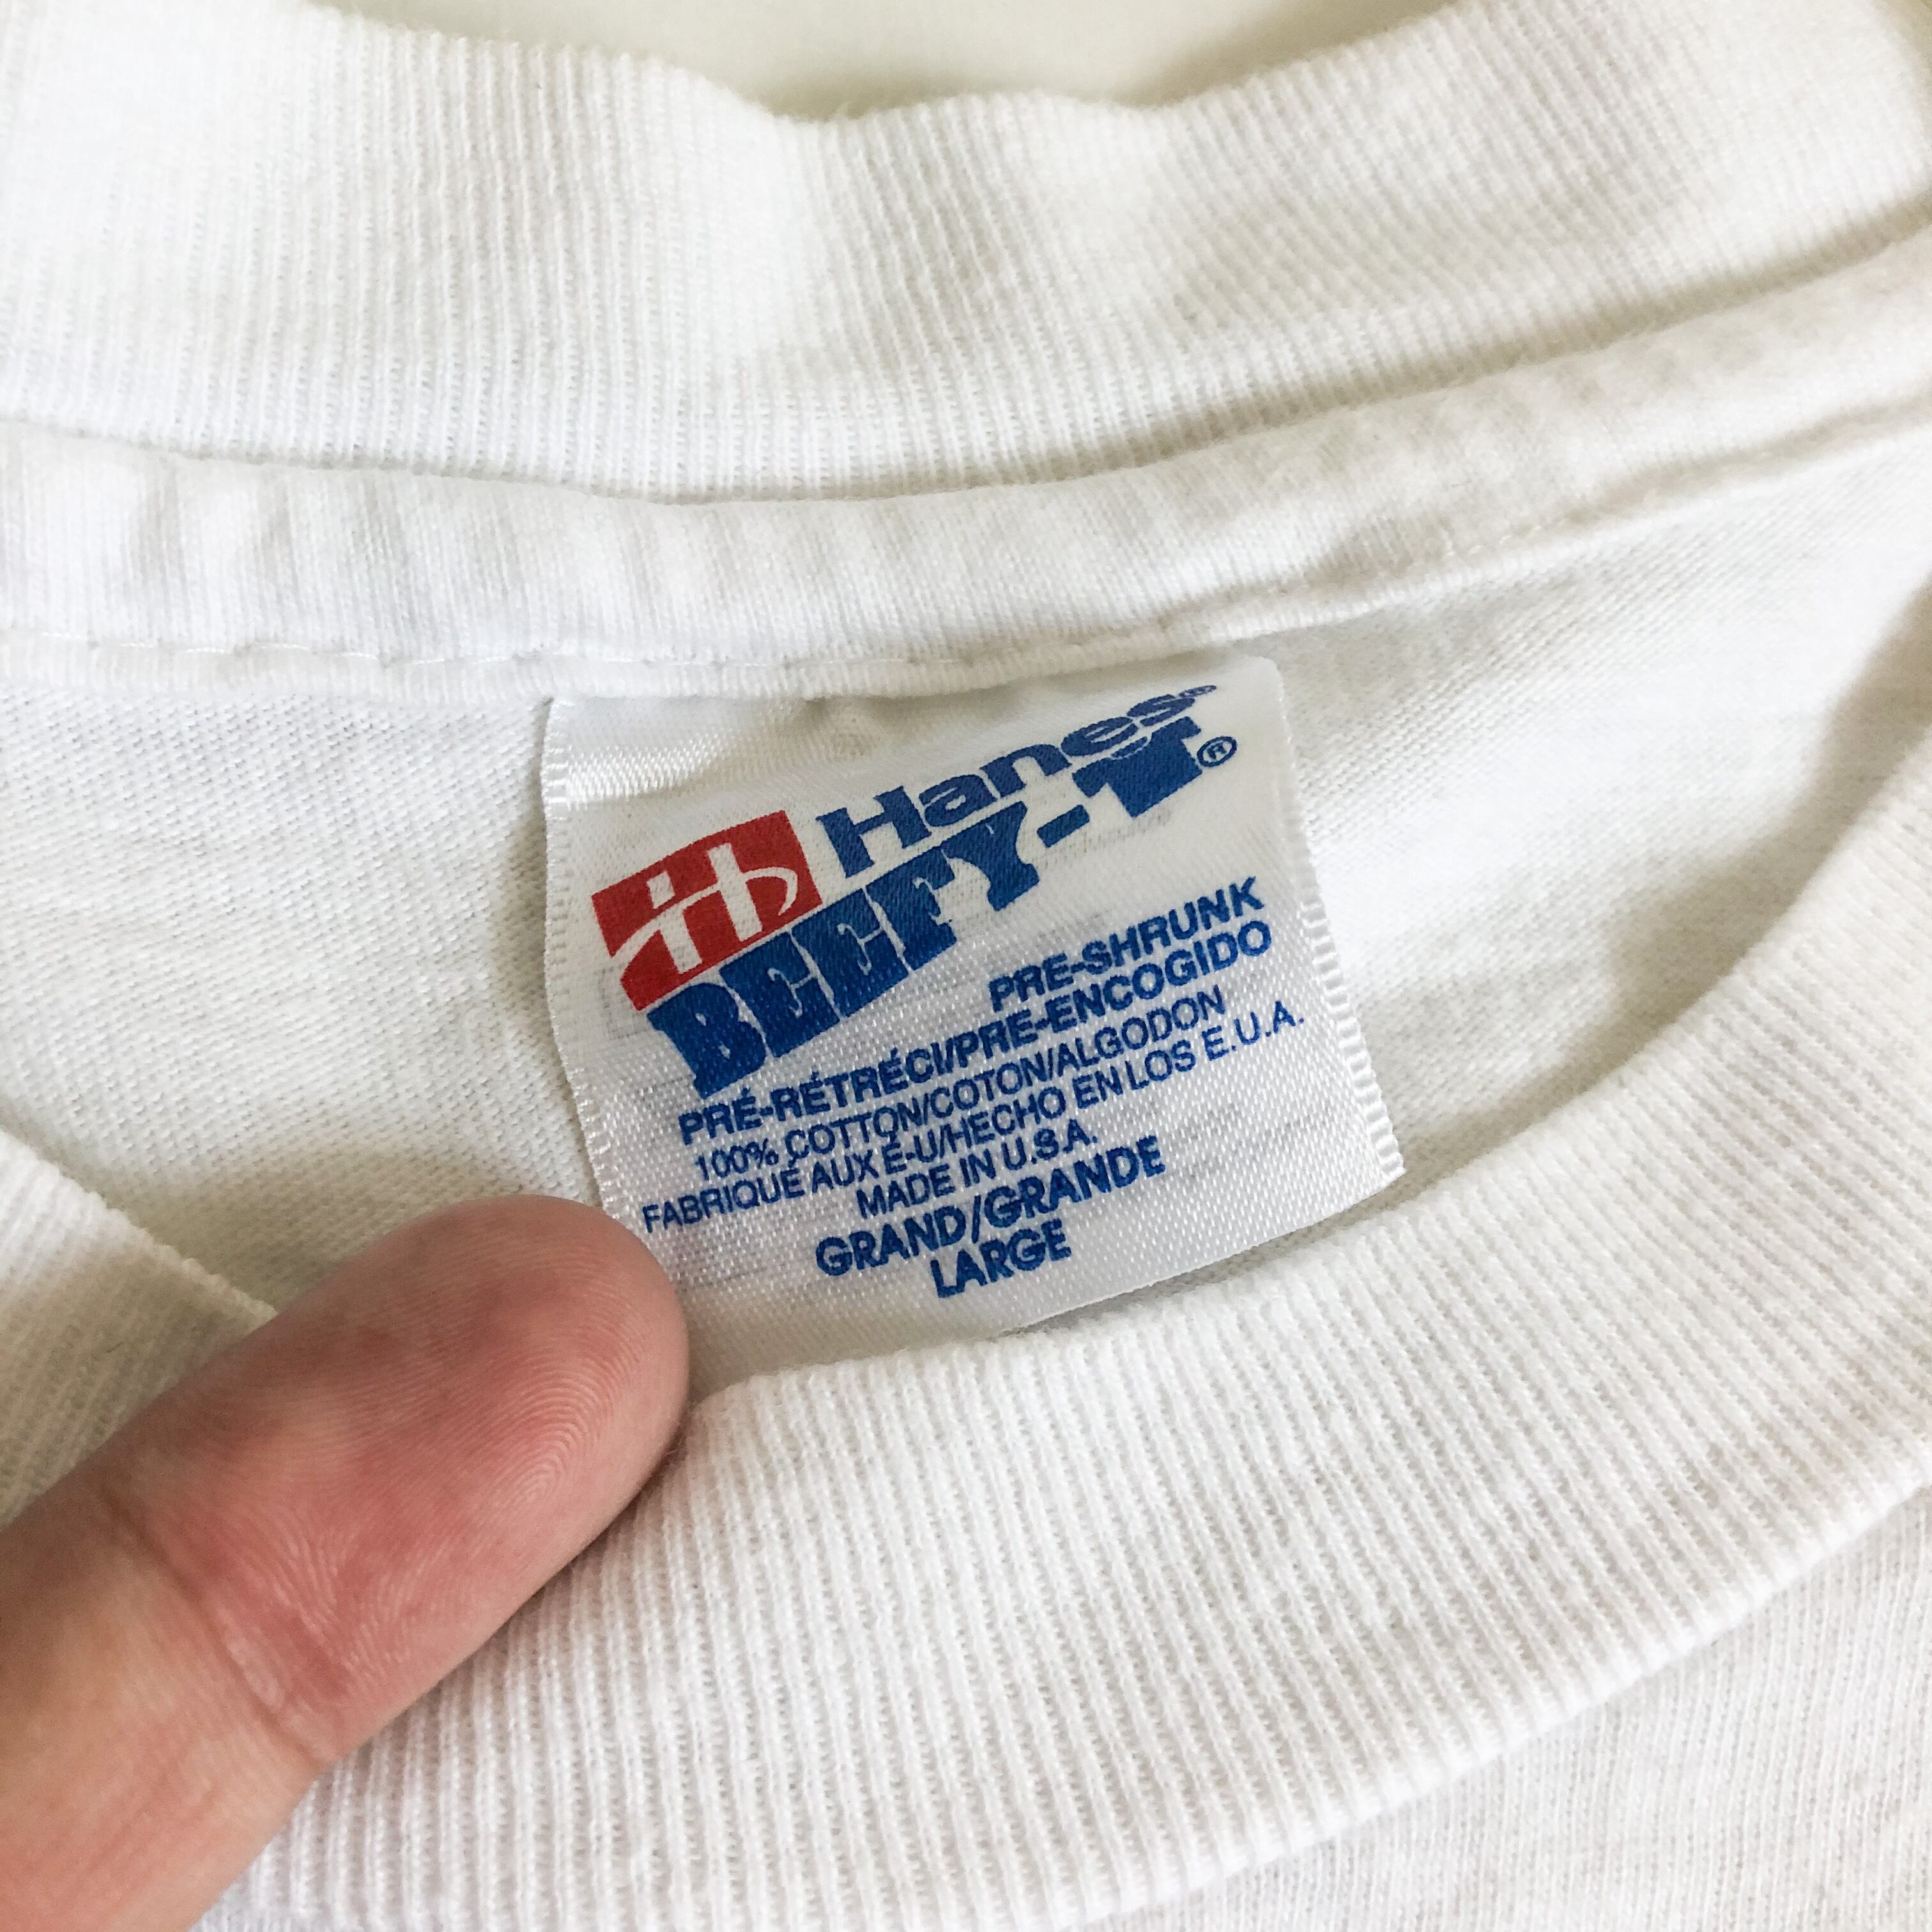 Hanes®
BEEFY-T®
PRE-SHRUNK
PRÉ-RÉTRÉCI/PRE-ENCOGIDO
100% COTTON/COTON/ALGODON
FABRIQUÉ AUX É-U/HECHO EN LOS E.U.A.
MADE IN U.S.A.
GRAND/GRANDE
LARGE